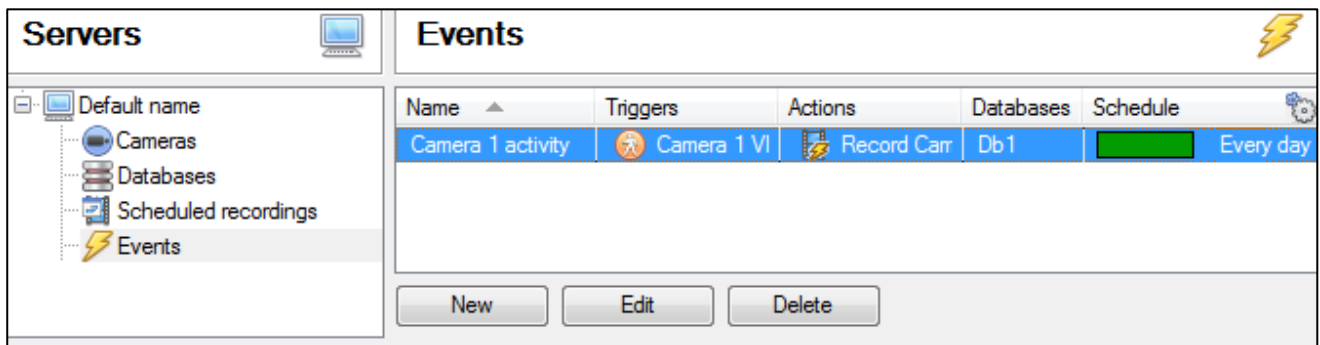 Servers
Events
Default name
Cameras
Databases
Scheduled recordings
Events
Name Triggers Actions Databases Schedule
Camera 1 activity Camera 1 VI Record Carr Db1 Every day
New Edit Delete